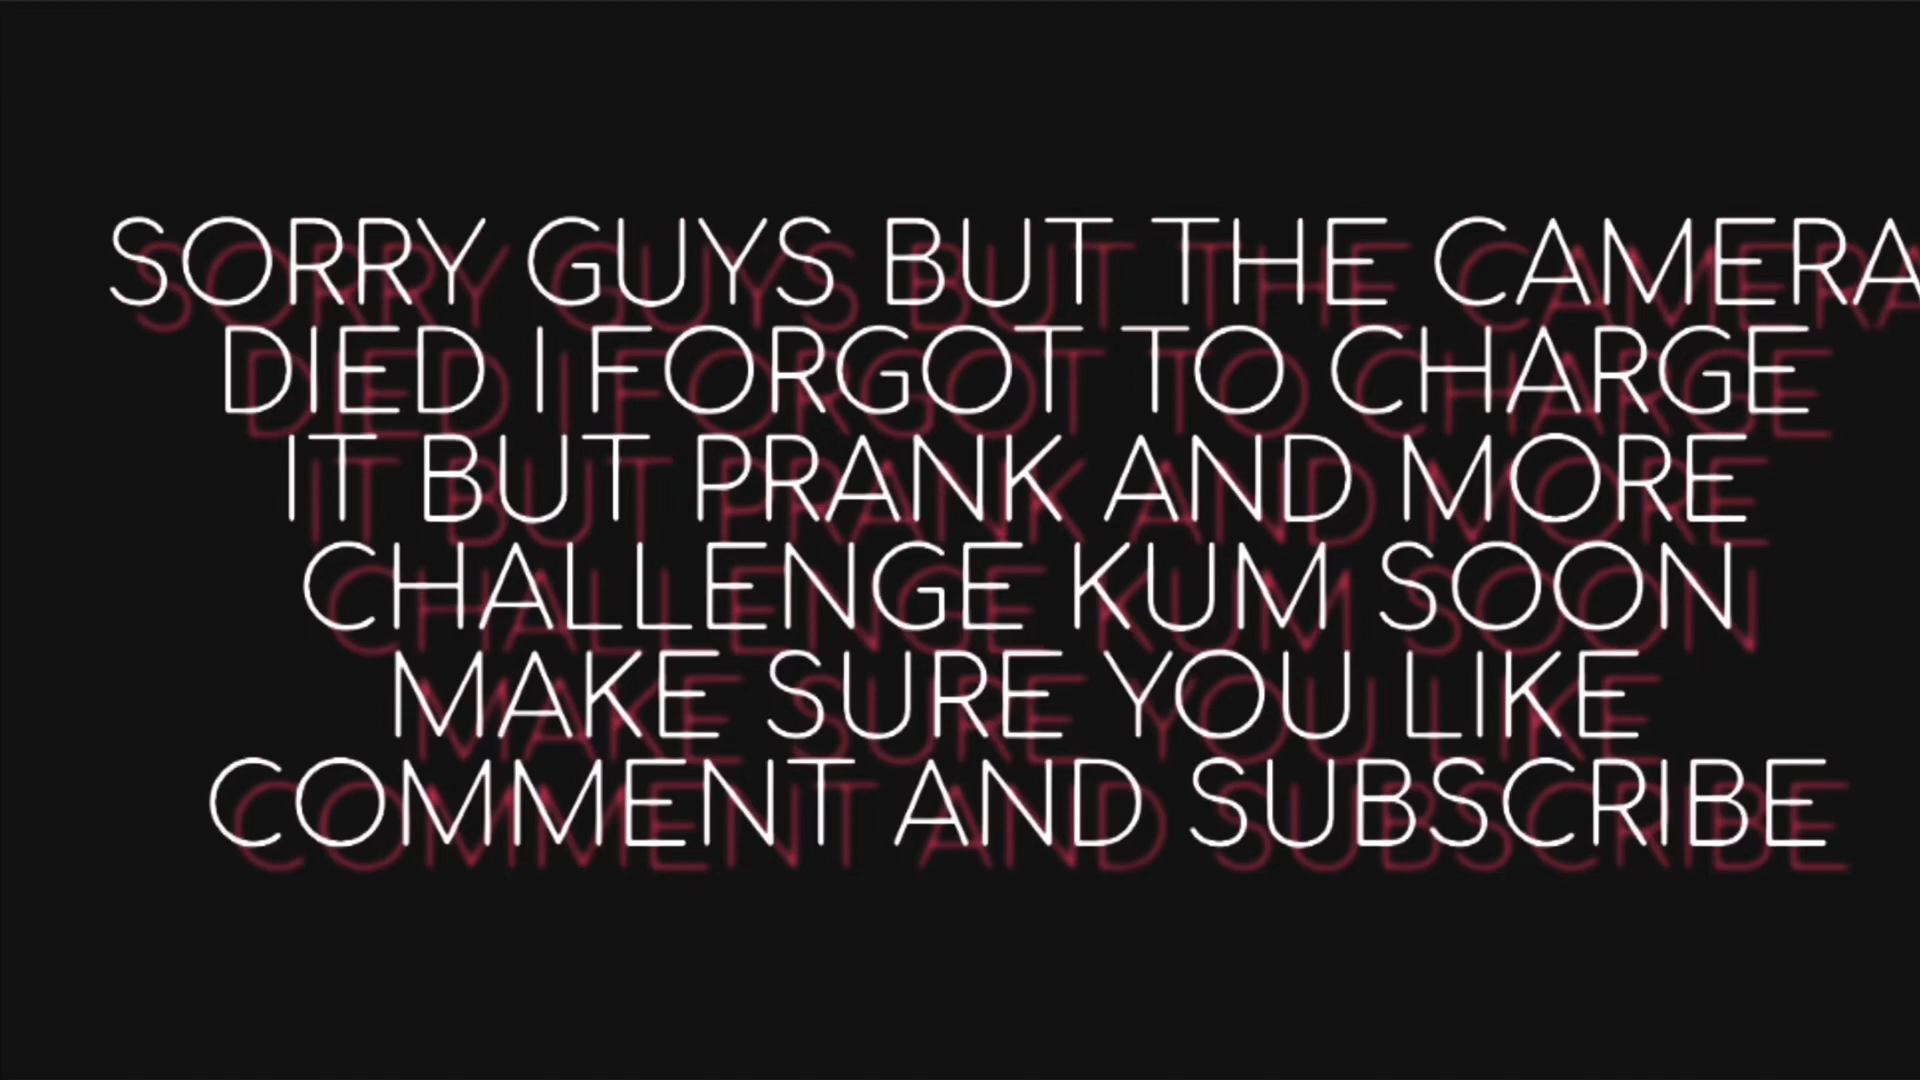 SORRY GUYS BUT THE CAMERA
DIED I FORGOT TO CHARGE
IT BUT PRANK AND MORE
CHALLENGE KUM SOON
MAKE SURE YOU LIKE
COMMENT AND SUBSCRIBE